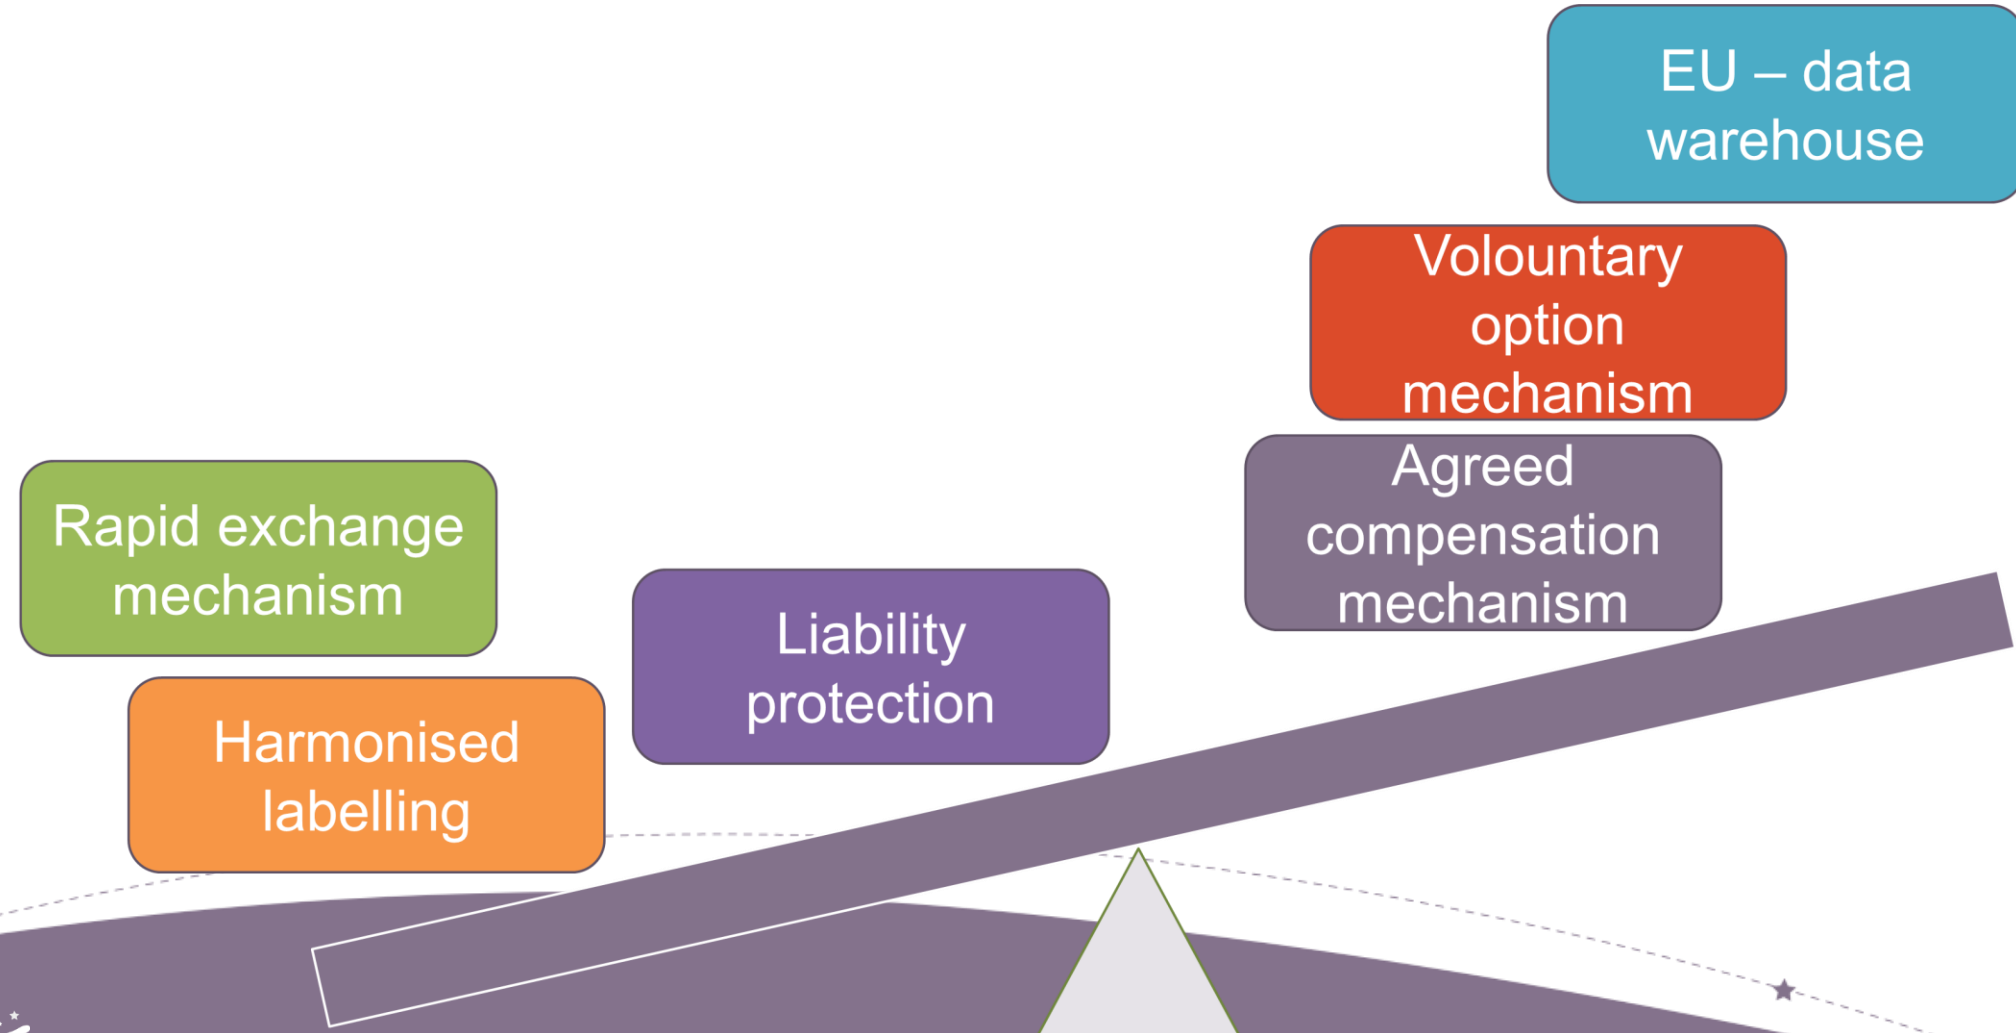 EU – data
warehouse
Volountary
option
mechanism
Agreed
compensation
mechanism
Rapid exchange
mechanism
Liability
protection
Harmonised
labelling